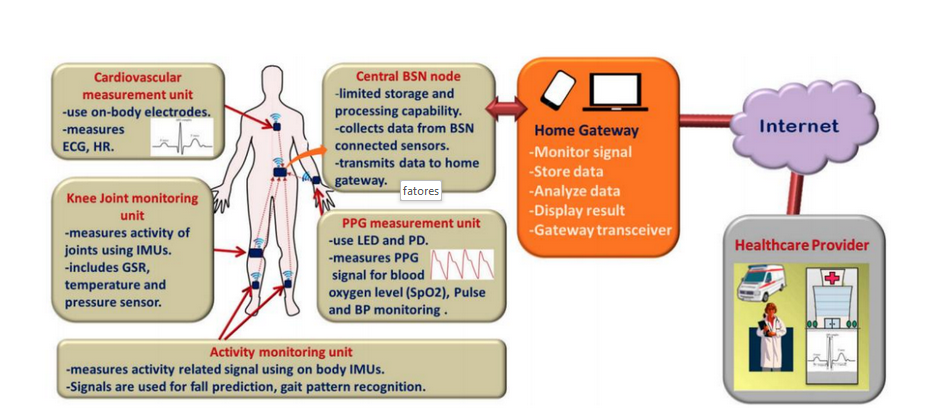 Cardiovascular
measurement unit
-use on-body electrodes.
-measures
ECG, HR.
Central BSN node
-limited storage and
processing capability.
-collects data from BSN
connected sensors.
-transmits data to home
gateway.
fatores
Home Gateway
-Monitor signal
-Store data
-Analyze data
-Display result
-Gateway transceiver
Internet
Knee Joint monitoring
unit
-measures activity of
joints using IMUs.
-includes GSR,
temperature and
pressure sensor.
PPG measurement unit
-use LED and PD.
-measures PPG
signal for blood
oxygen level (SpO2), Pulse
and BP monitoring .
Healthcare Provider
Activity monitoring unit
-measures activity related signal using on body IMUs.
-Signals are used for fall prediction, gait pattern recognition.